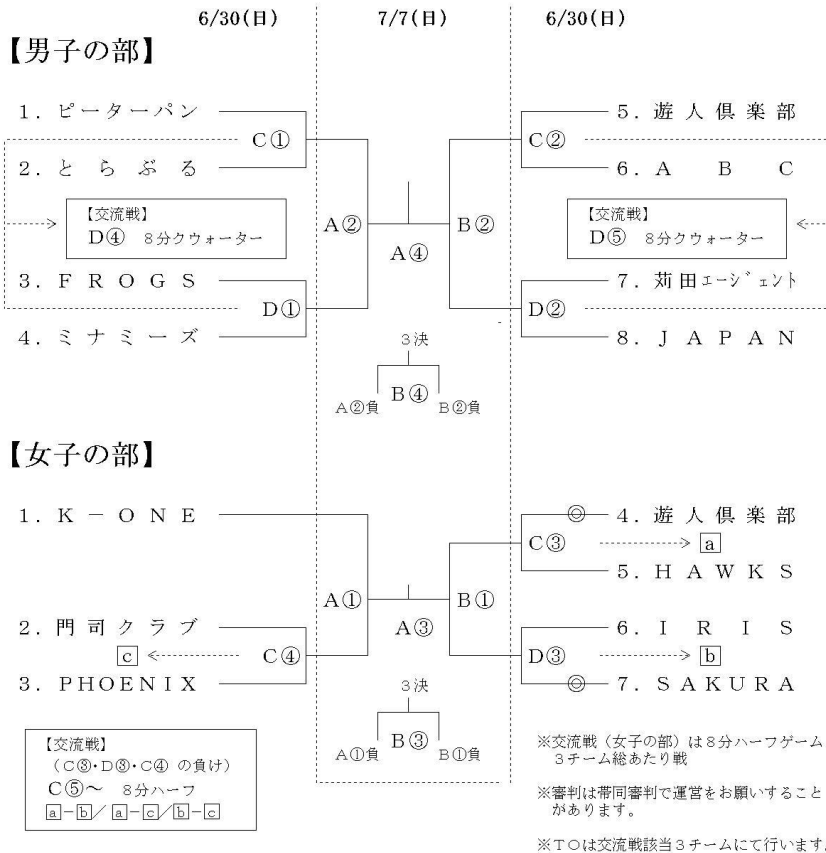 6/30(日) 7/7(日) 6/30(日)
【男子の部】
1. ピーターパン
C①
2. とらぶる
【交流戦】
D④ 8分クウォーター
3. FROGS
D①
4. ミナミーズ
A②
A④
B②
5. 遊人倶楽部
C②
6. ABC
【交流戦】
D⑤ 8分クウォーター
7. 苅田エージェント
D②
8. JAPAN
3決
B④
A②負 B②負
【女子の部】
1. K-ONE
2. 門司クラブ
c C④
3. PHOENIX
A①
A③
B①
◎ 4. 遊人倶楽部
C③ a
5. HAWKS
6. IRIS
D③ b
◎ 7. SAKURA
3決
B③
A①負 B①負
【交流戦】
(C③・D③・C④ の負け)
C⑤～ 8分ハーフ
a-b/a-c/b-c
※交流戦(女子の部)は8分ハーフゲーム
3チーム総あたり戦
※審判は帯同審判で運営をお願いすること
があります。
※TOは交流戦該当3チームにて行います。